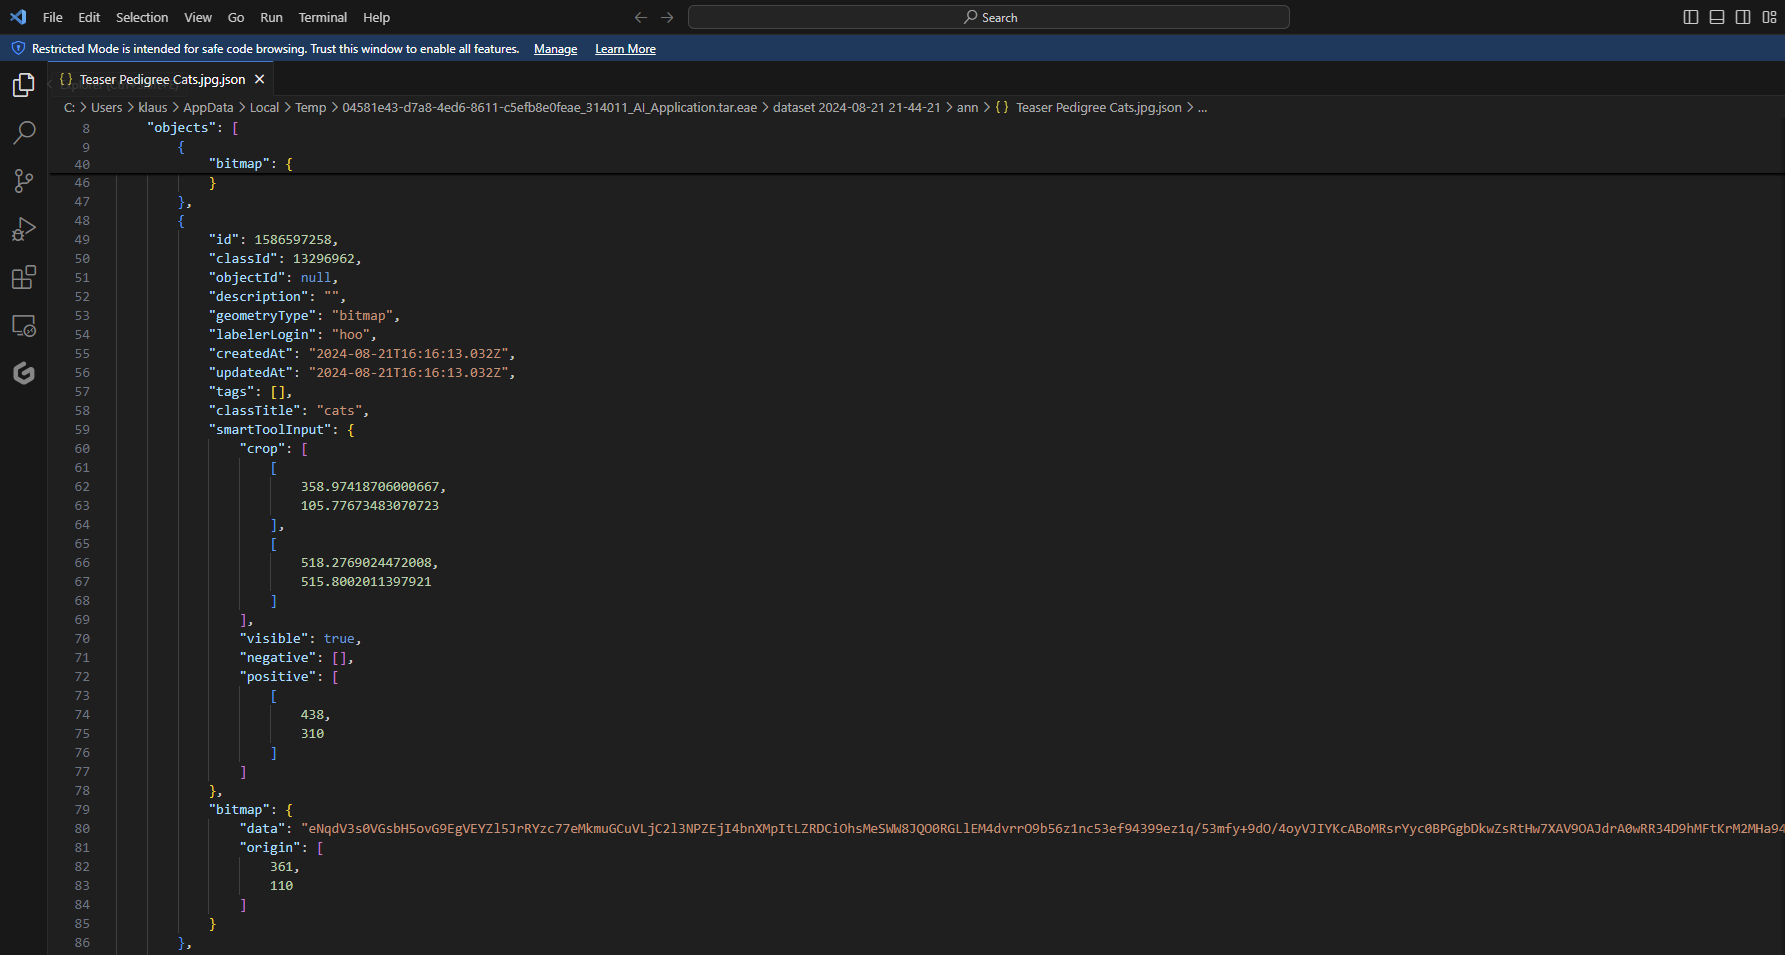 File Edit Selection View Go Run Terminal Help Search
Restricted Mode is intended for safe code browsing. Trust this window to enable all features. Manage Learn More
{} Teaser Pedigree Cats.jpg.json
C: > Users > klaus > AppData > Local > Temp > 04581e43-d7a8-4ed6-8611-c5efb8e0feae_314011_AI_Application.tar.eae > dataset 2024-08-21 21-44-21 > ann > {} Teaser Pedigree Cats.jpg.json > ...
8 "objects": [
9 {
40 "bitmap": {
46 }
47 },
48 {
49 "id": 1586597258,
50 "classId": 13296962,
51 "objectId": null,
52 "description": "",
53 "geometryType": "bitmap",
54 "labelerLogin": "hoo",
55 "createdAt": "2024-08-21T16:16:13.032Z",
56 "updatedAt": "2024-08-21T16:16:13.032Z",
57 "tags": [],
58 "classTitle": "cats",
59 "smartToolInput": {
60 "crop": [
61 [
62 358.97418706000667,
63 105.77673483070723
64 ],
65 [
66 518.2769024472008,
67 515.8002011397921
68 ]
69 ],
70 "visible": true,
71 "negative": [],
72 "positive": [
73 [
74 438,
75 310
76 ]
77 ]
78 },
79 "bitmap": {
80 "data": "eNqdV3s0VGsbH5ovG9EgVEYZl5JrRYzc77eMkmuGCuVLjC2l3NPZEjI4bnXMpItLZRDCiOhsMeSWW8JQO0RGLlEM4dvrrO9b56z1nc53ef94399ez1q/53mfy+9dO/4oyVJIYKcABoMRsrYyc0BPGgbDkwZsRtHw7XAV9OAJdrA0wRR34D9hMFtKrM2MHa94
81 "origin": [
82 361,
83 110
84 ]
85 }
86 },